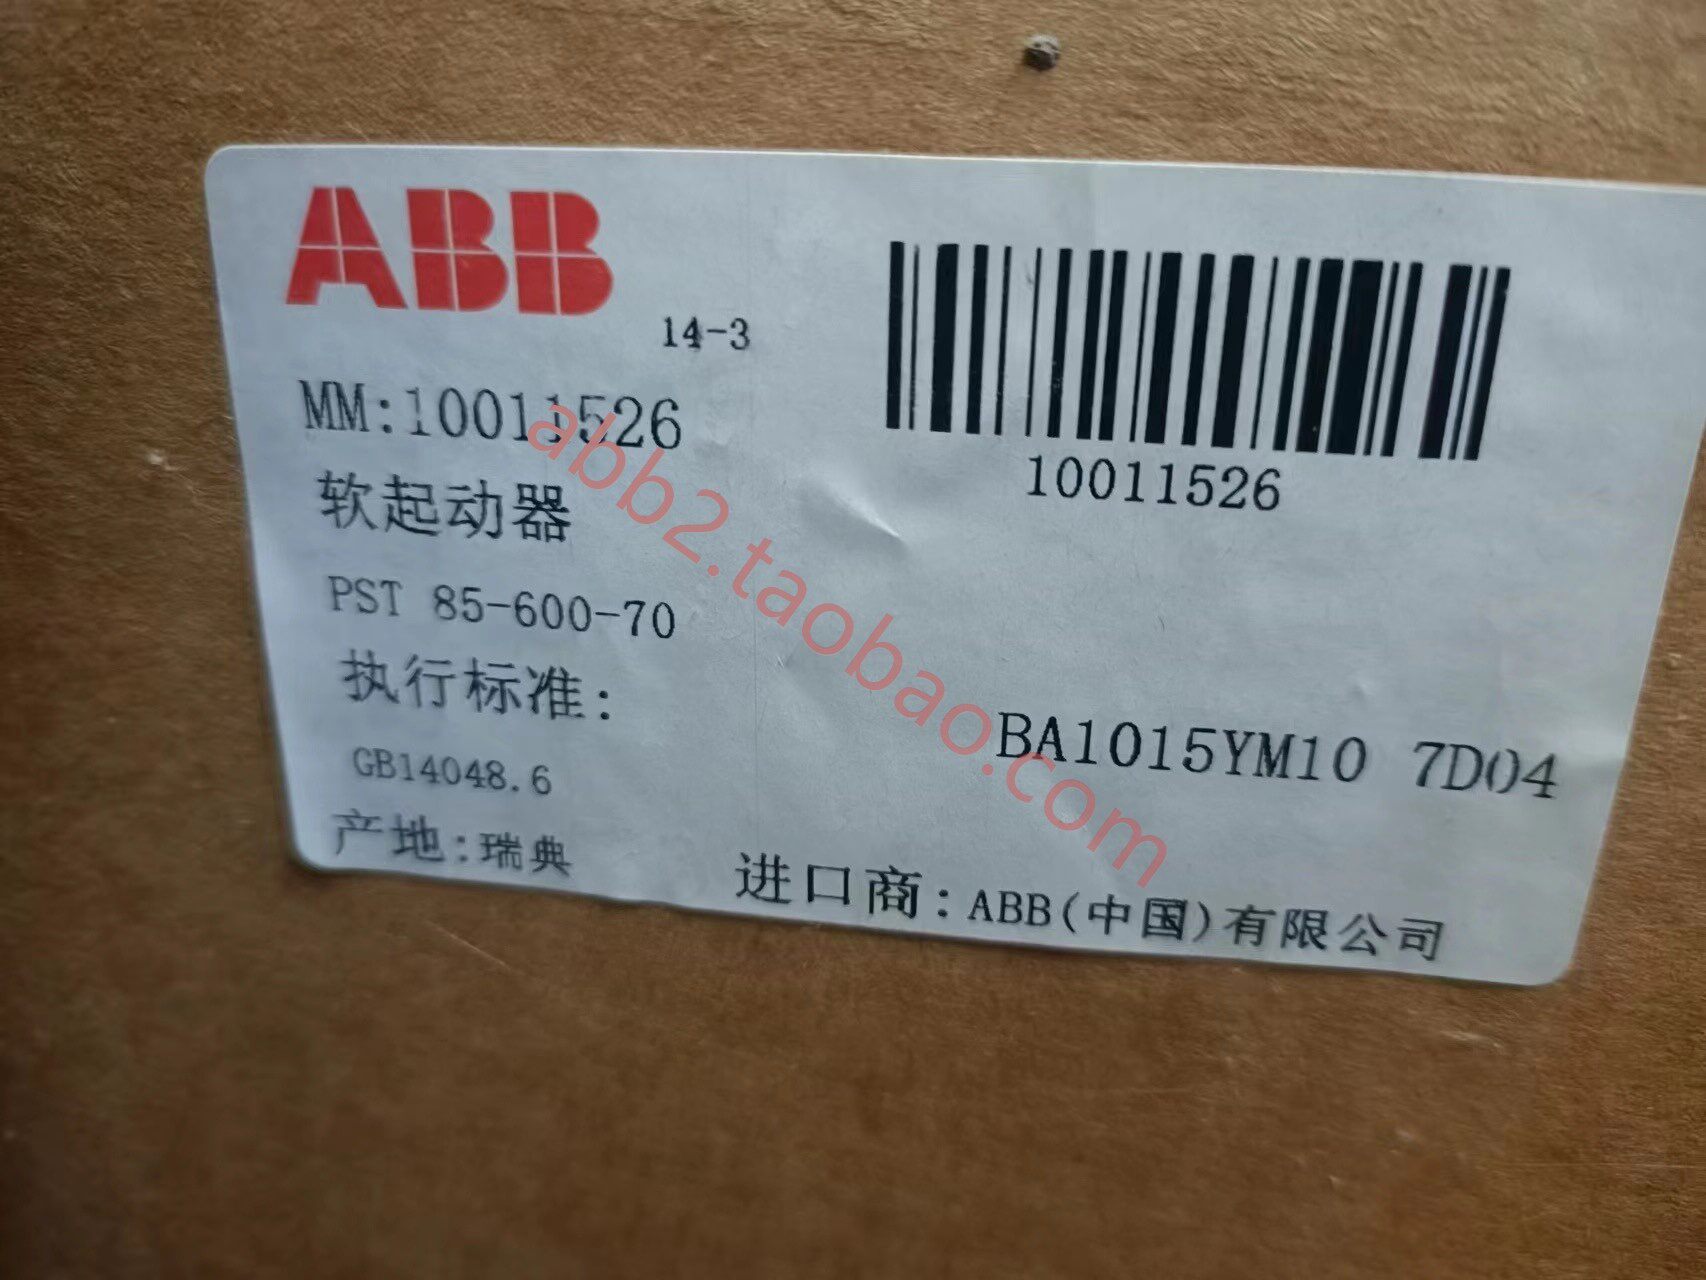 ABB
14-3
MM:10011526
10011526
软起动器
PST 85-600-70
执行标准:
GB14048.6
BA1015YM10 7D04
产地:瑞典
进口商:ABB(中国)有限公司
abb2.taobao.com